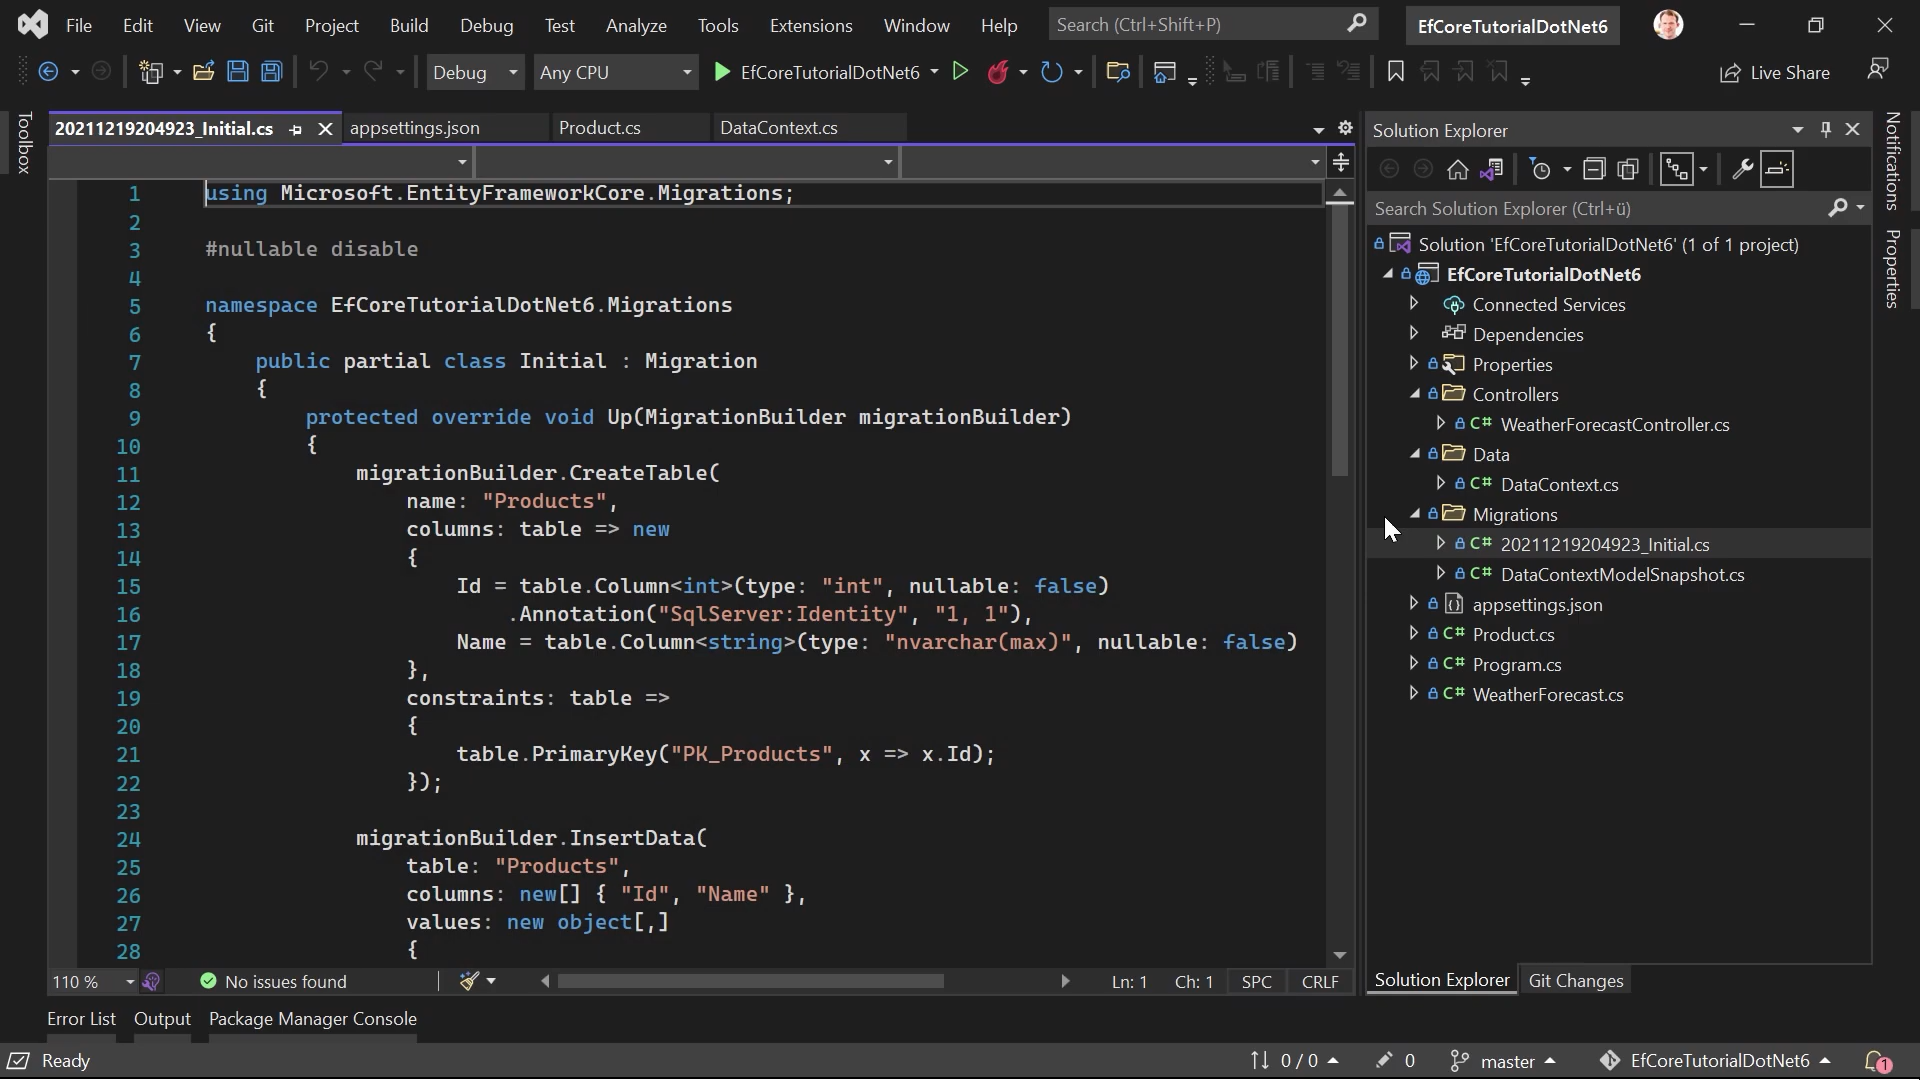 File Edit View Git Project Build Debug Test Analyze Tools Extensions Window Help Search (Ctrl+Shift+P) EfCoreTutorialDotNet6
Debug Any CPU EfCoreTutorialDotNet6 Live Share
Toolbox
20211219204923_Initial.cs appsettings.json Product.cs DataContext.cs
1 using Microsoft.EntityFrameworkCore.Migrations;
2
3 #nullable disable
4
5 namespace EfCoreTutorialDotNet6.Migrations
6 {
7 public partial class Initial : Migration
8 {
9 protected override void Up(MigrationBuilder migrationBuilder)
10 {
11 migrationBuilder.CreateTable(
12 name: "Products",
13 columns: table => new
14 {
15 Id = table.Column<int>(type: "int", nullable: false)
16 .Annotation("SqlServer:Identity", "1, 1"),
17 Name = table.Column<string>(type: "nvarchar(max)", nullable: false)
18 },
19 constraints: table =>
20 {
21 table.PrimaryKey("PK_Products", x => x.Id);
22 });
23
24 migrationBuilder.InsertData(
25 table: "Products",
26 columns: new[] { "Id", "Name" },
27 values: new object[,]
28 {
110 % No issues found Ln: 1 Ch: 1 SPC CRLF
Solution Explorer
Search Solution Explorer (Ctrl+ü)
Solution 'EfCoreTutorialDotNet6' (1 of 1 project)
EfCoreTutorialDotNet6
Connected Services
Dependencies
Properties
Controllers
C# WeatherForecastController.cs
Data
C# DataContext.cs
Migrations
C# 20211219204923_Initial.cs
C# DataContextModelSnapshot.cs
appsettings.json
C# Product.cs
C# Program.cs
C# WeatherForecast.cs
Solution Explorer Git Changes
Notifications
Properties
Error List Output Package Manager Console
Ready 0 / 0 0 master EfCoreTutorialDotNet6 1